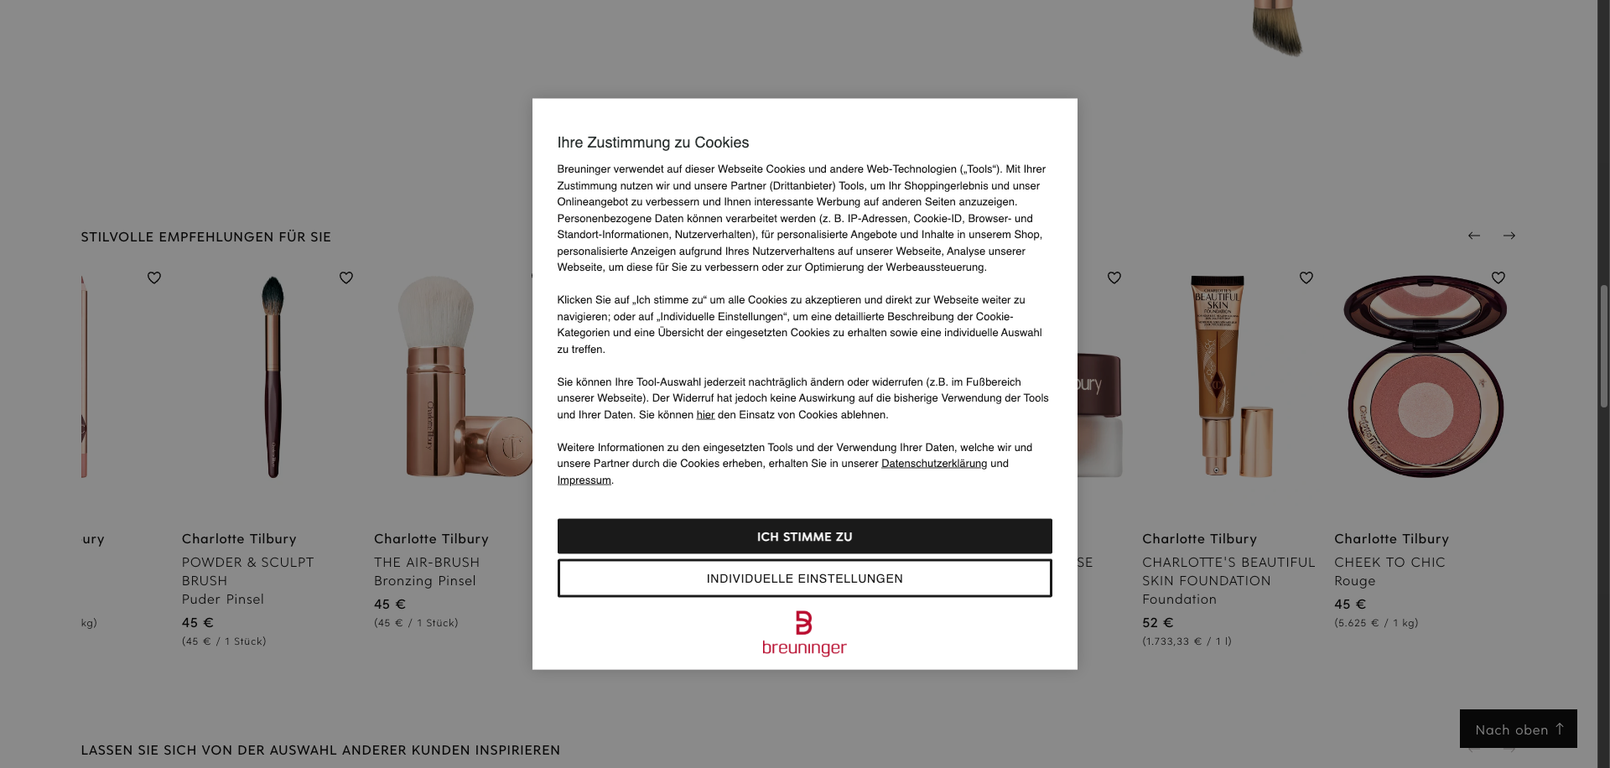 STILVOLLE EMPFEHLUNGEN FÜR SIE
Ihre Zustimmung zu Cookies
Breuninger verwendet auf dieser Webseite Cookies und andere Web-Technologien („Tools“). Mit Ihrer
Zustimmung nutzen wir und unsere Partner (Drittanbieter) Tools, um Ihr Shoppingerlebnis und unser
Onlineangebot zu verbessern und Ihnen interessante Werbung auf anderen Seiten anzuzeigen.
Personenbezogene Daten können verarbeitet werden (z. B. IP-Adressen, Cookie-ID, Browser- und
Standort-Informationen, Nutzerverhalten), für personalisierte Angebote und Inhalte in unserem Shop,
personalisierte Anzeigen aufgrund Ihres Nutzerverhaltens auf unserer Webseite, Analyse unserer
Webseite, um diese für Sie zu verbessern oder zur Optimierung der Werbeaussteuerung.
Klicken Sie auf „Ich stimme zu“ um alle Cookies zu akzeptieren und direkt zur Webseite weiter zu
navigieren; oder auf „Individuelle Einstellungen“, um eine detaillierte Beschreibung der Cookie-
Kategorien und eine Übersicht der eingesetzten Cookies zu erhalten sowie eine individuelle Auswahl
zu treffen.
Sie können Ihre Tool-Auswahl jederzeit nachträglich ändern oder widerrufen (z.B. im Fußbereich
unserer Webseite). Der Widerruf hat jedoch keine Auswirkung auf die bisherige Verwendung der Tools
und Ihrer Daten. Sie können hier den Einsatz von Cookies ablehnen.
Weitere Informationen zu den eingesetzten Tools und der Verwendung Ihrer Daten, welche wir und
unsere Partner durch die Cookies erheben, erhalten Sie in unserer Datenschutzerklärung und
Impressum.
ICH STIMME ZU
INDIVIDUELLE EINSTELLUNGEN
breuninger
Charlotte Tilbury
bury
BEAUTIFUL
SKIN
FOUNDATION
ury
kg)
Charlotte Tilbury
POWDER & SCULPT
BRUSH
Puder Pinsel
45 €
(45 € / 1 Stück)
Charlotte Tilbury
THE AIR-BRUSH
Bronzing Pinsel
45 €
(45 € / 1 Stück)
SE
Charlotte Tilbury
CHARLOTTE'S BEAUTIFUL
SKIN FOUNDATION
Foundation
52 €
(1.733,33 € / 1 l)
Charlotte Tilbury
CHEEK TO CHIC
Rouge
45 €
(5.625 € / 1 kg)
Nach oben
LASSEN SIE SICH VON DER AUSWAHL ANDERER KUNDEN INSPIRIEREN